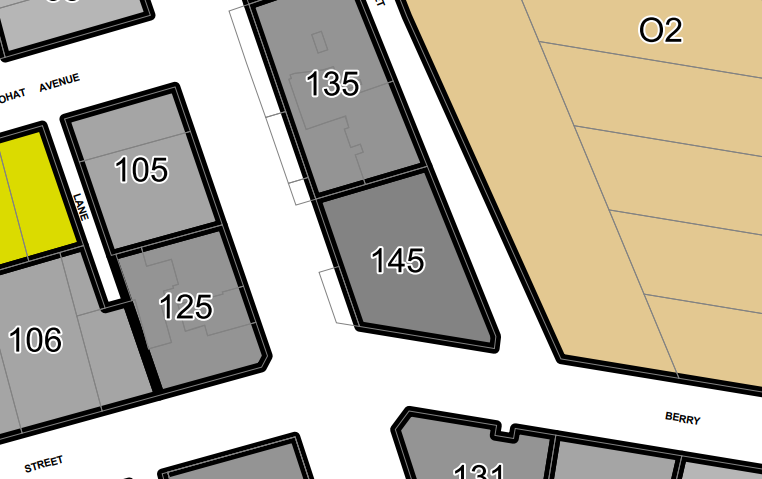 O2
135
OHAT AVENUE
105
LANE
145
125
106
BERRY
STREET
131